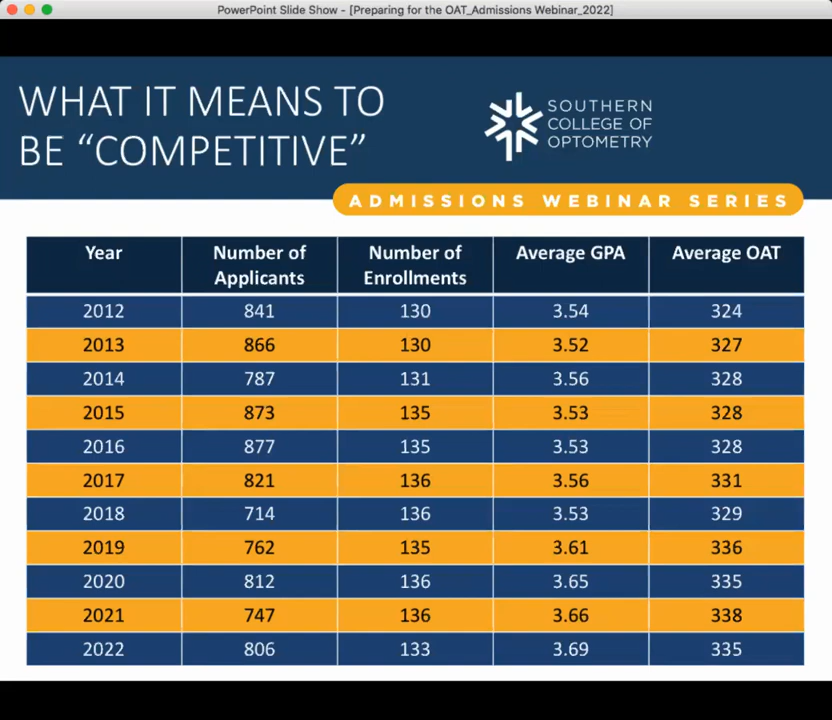 PowerPoint Slide Show - [Preparing for the OAT_Admissions Webinar_2022]
WHAT IT MEANS TO
BE “COMPETITIVE”
SOUTHERN
COLLEGE OF
OPTOMETRY
ADMISSIONS WEBINAR SERIES
Year Number of Applicants Number of Enrollments Average GPA Average OAT
2012 841 130 3.54 324
2013 866 130 3.52 327
2014 787 131 3.56 328
2015 873 135 3.53 328
2016 877 135 3.53 328
2017 821 136 3.56 331
2018 714 136 3.53 329
2019 762 135 3.61 336
2020 812 136 3.65 335
2021 747 136 3.66 338
2022 806 133 3.69 335